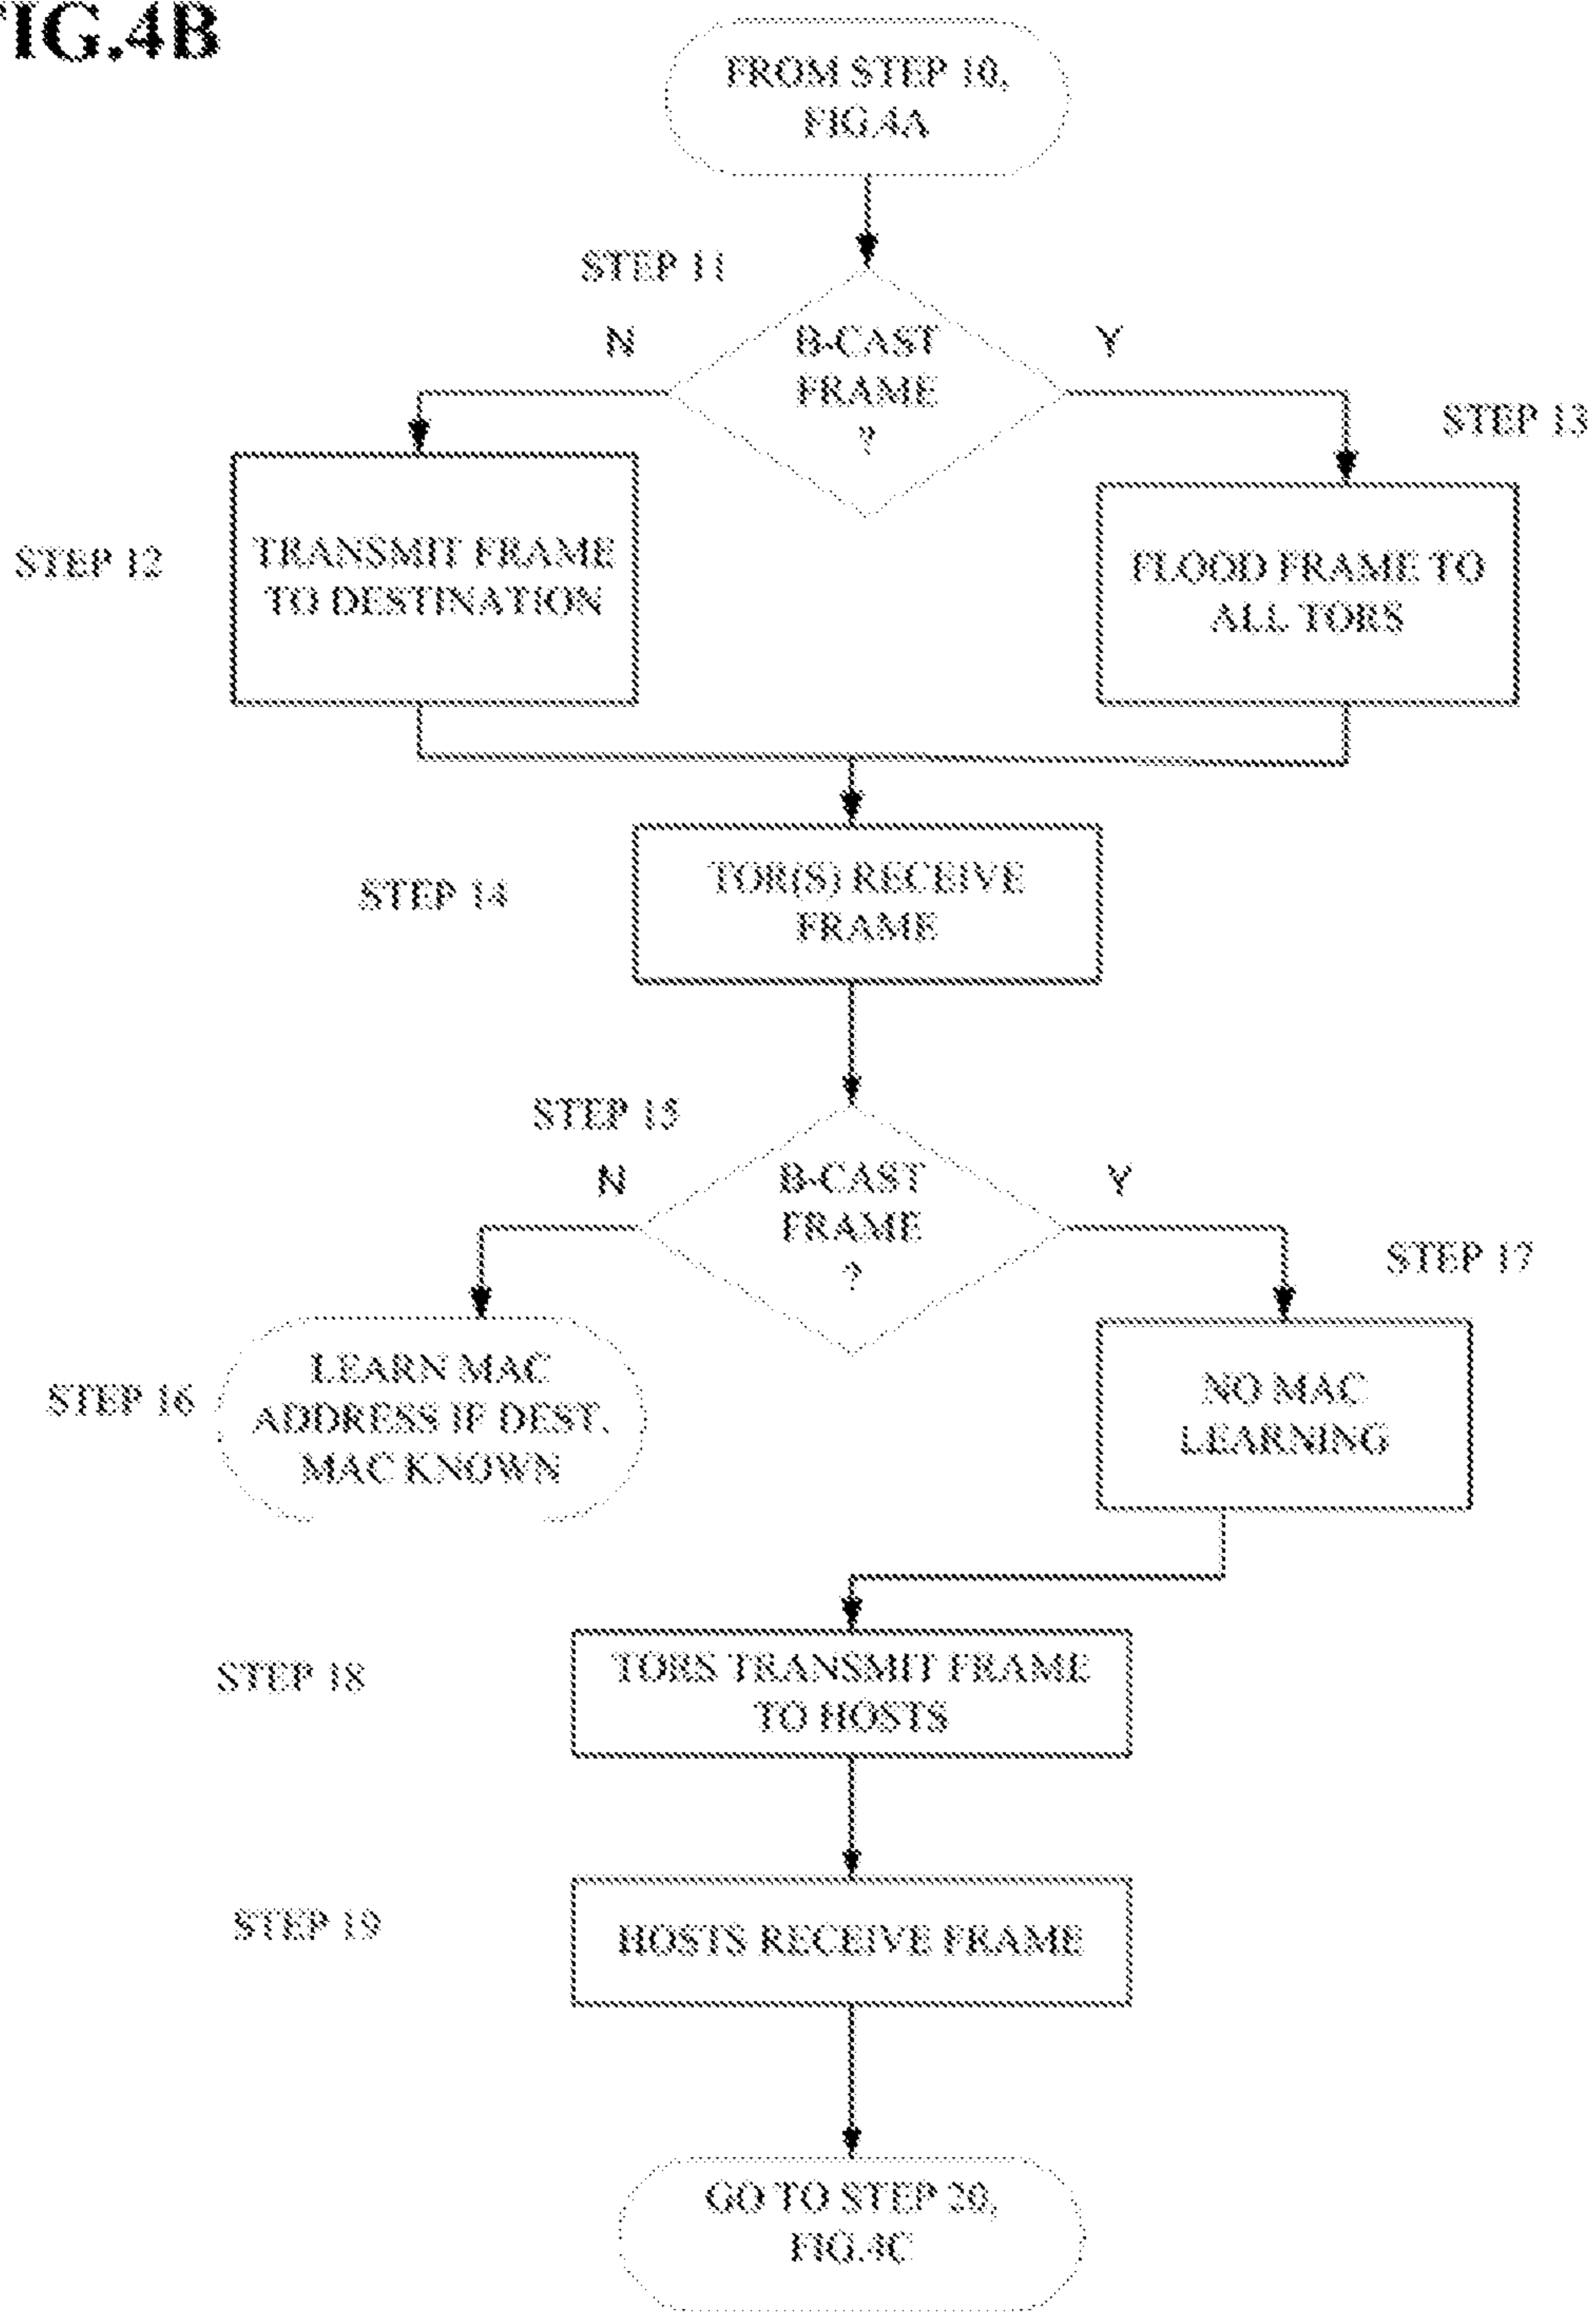 FIG.4B
FROM STEP 10,
FIG.4A
STEP 11
N
B-CAST
FRAME
?
Y
STEP 13
STEP 12
TRANSMIT FRAME
TO DESTINATION
FLOOD FRAME TO
ALL TORS
STEP 14
TOR(S) RECEIVE
FRAME
STEP 15
N
B-CAST
FRAME
?
Y
STEP 17
STEP 16
LEARN MAC
ADDRESS IF DEST.
MAC KNOWN
NO MAC
LEARNING
STEP 18
TORS TRANSMIT FRAME
TO HOSTS
STEP 19
HOSTS RECEIVE FRAME
GO TO STEP 20,
FIG.4C